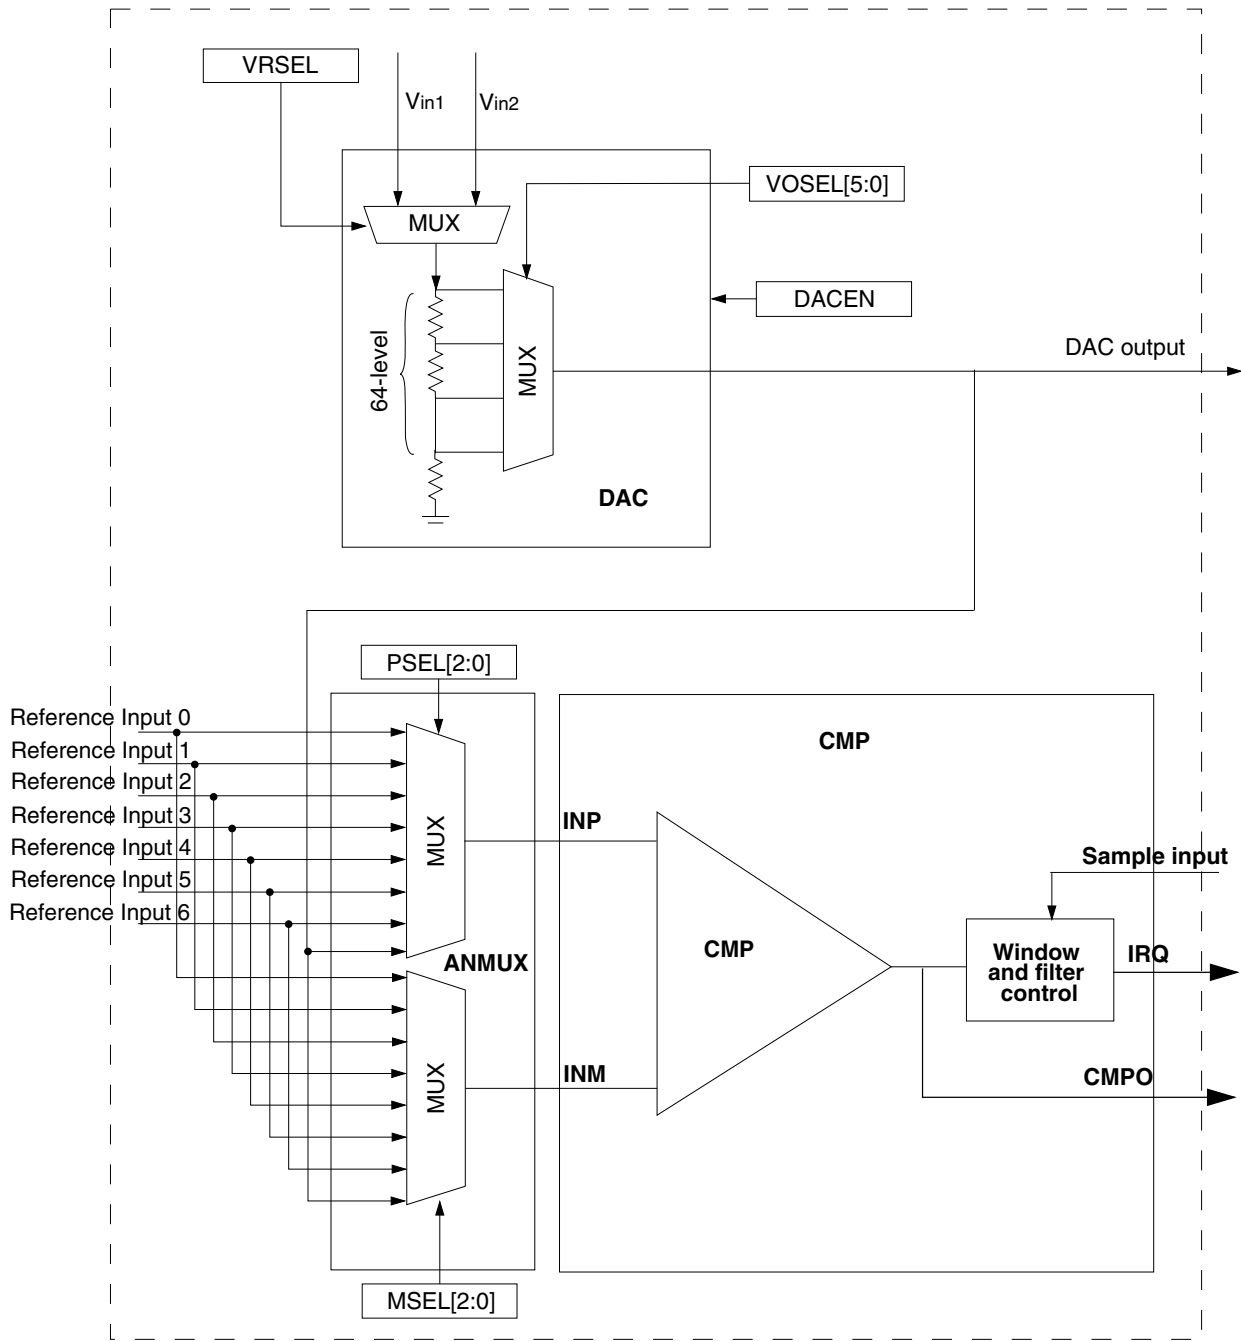 VRSEL
Vin1
Vin2
VOSEL[5:0]
MUX
DACEN
64-level
MUX
DAC output
DAC
PSEL[2:0]
Reference Input 0
Reference Input 1
Reference Input 2
Reference Input 3
Reference Input 4
Reference Input 5
Reference Input 6
MUX
ANMUX
MUX
MSEL[2:0]
CMP
INP
INM
CMP
Sample input
Window
and filter
control
IRQ
CMPO